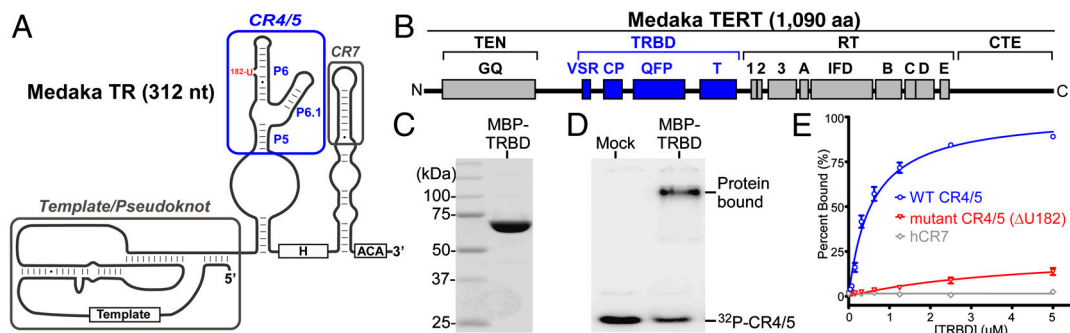 A
CR4/5
CR7
182-U
P6
P6.1
P5
Medaka TR (312 nt)
Template/Pseudoknot
5'
Template
H
ACA
3'
B
Medaka TERT (1,090 aa)
TEN
TRBD
RT
CTE
GQ
VSR CP QFP T
1 2 3 A IFD B C D E
N
C
C
MBP-
TRBD
(kDa)
100-
75-
50-
37-
25-
D
Mock
MBP-
TRBD
Protein
bound
32P-CR4/5
E
Percent Bound (%)
100
75
50
25
0
WT CR4/5
mutant CR4/5 (ΔU182)
hCR7
0 1 2 3 4 5
[TRBD] (uM)